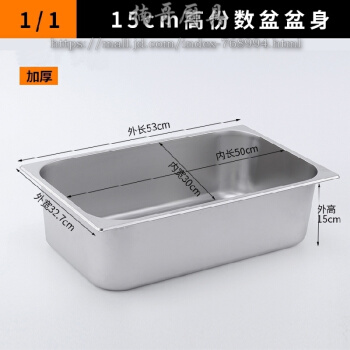 1/1
15cm高份数盆盆身
加厚
外长53cm
内长50cm
内宽30cm
外宽32.7cm
外高
15cm